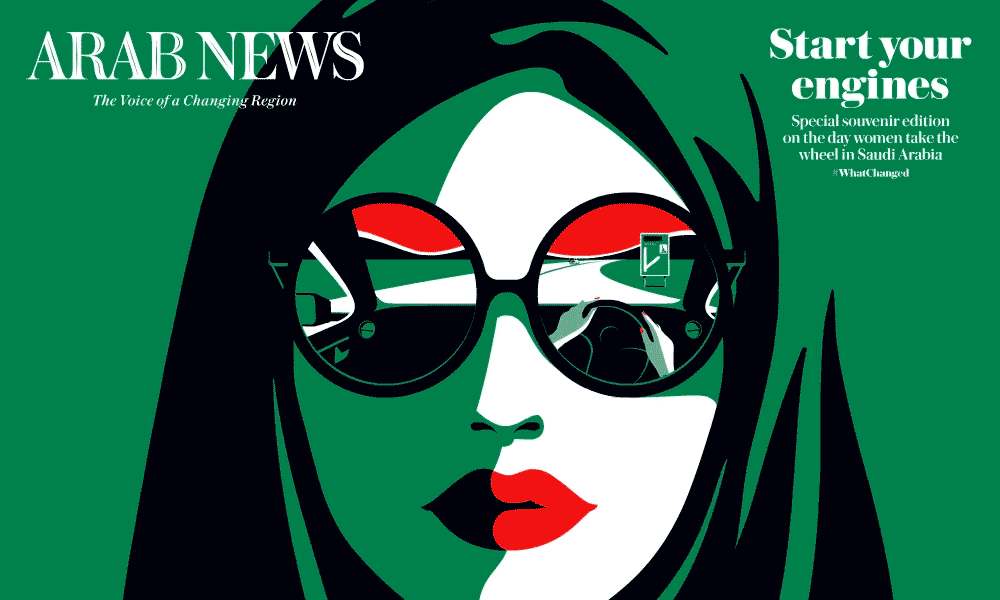 ARAB NEWS
The Voice of a Changing Region
Start your
engines
Special souvenir edition
on the day women take the
wheel in Saudi Arabia
#WhatChanged